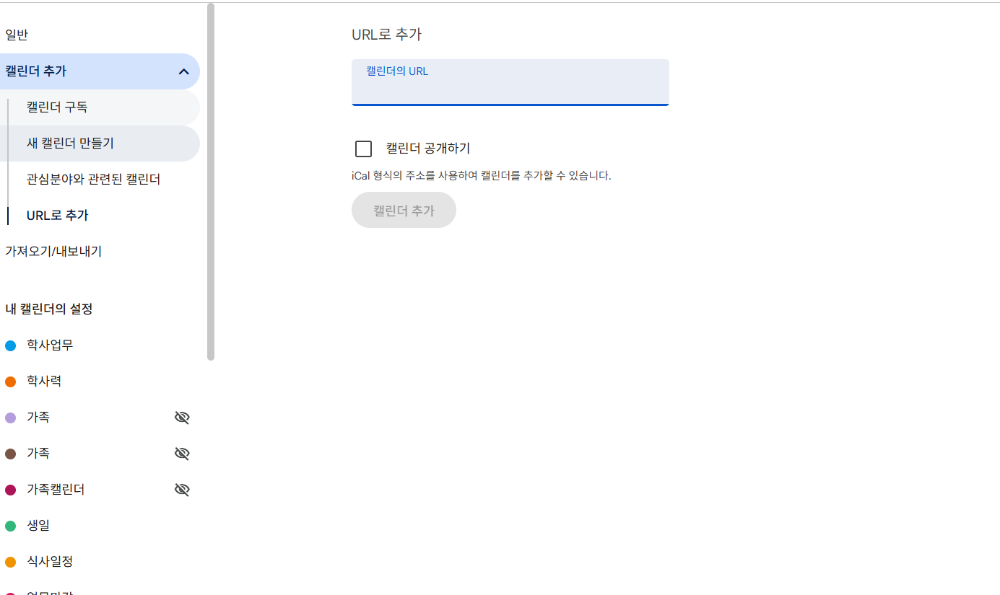 일반
캘린더 추가
캘린더 구독
새 캘린더 만들기
관심분야와 관련된 캘린더
URL로 추가
가져오기/내보내기
내 캘린더의 설정
학사업무
학사력
가족
가족
가족캘린더
생일
식사일정
URL로 추가
캘린더의 URL
캘린더 공개하기
iCal 형식의 주소를 사용하여 캘린더를 추가할 수 있습니다.
캘린더 추가